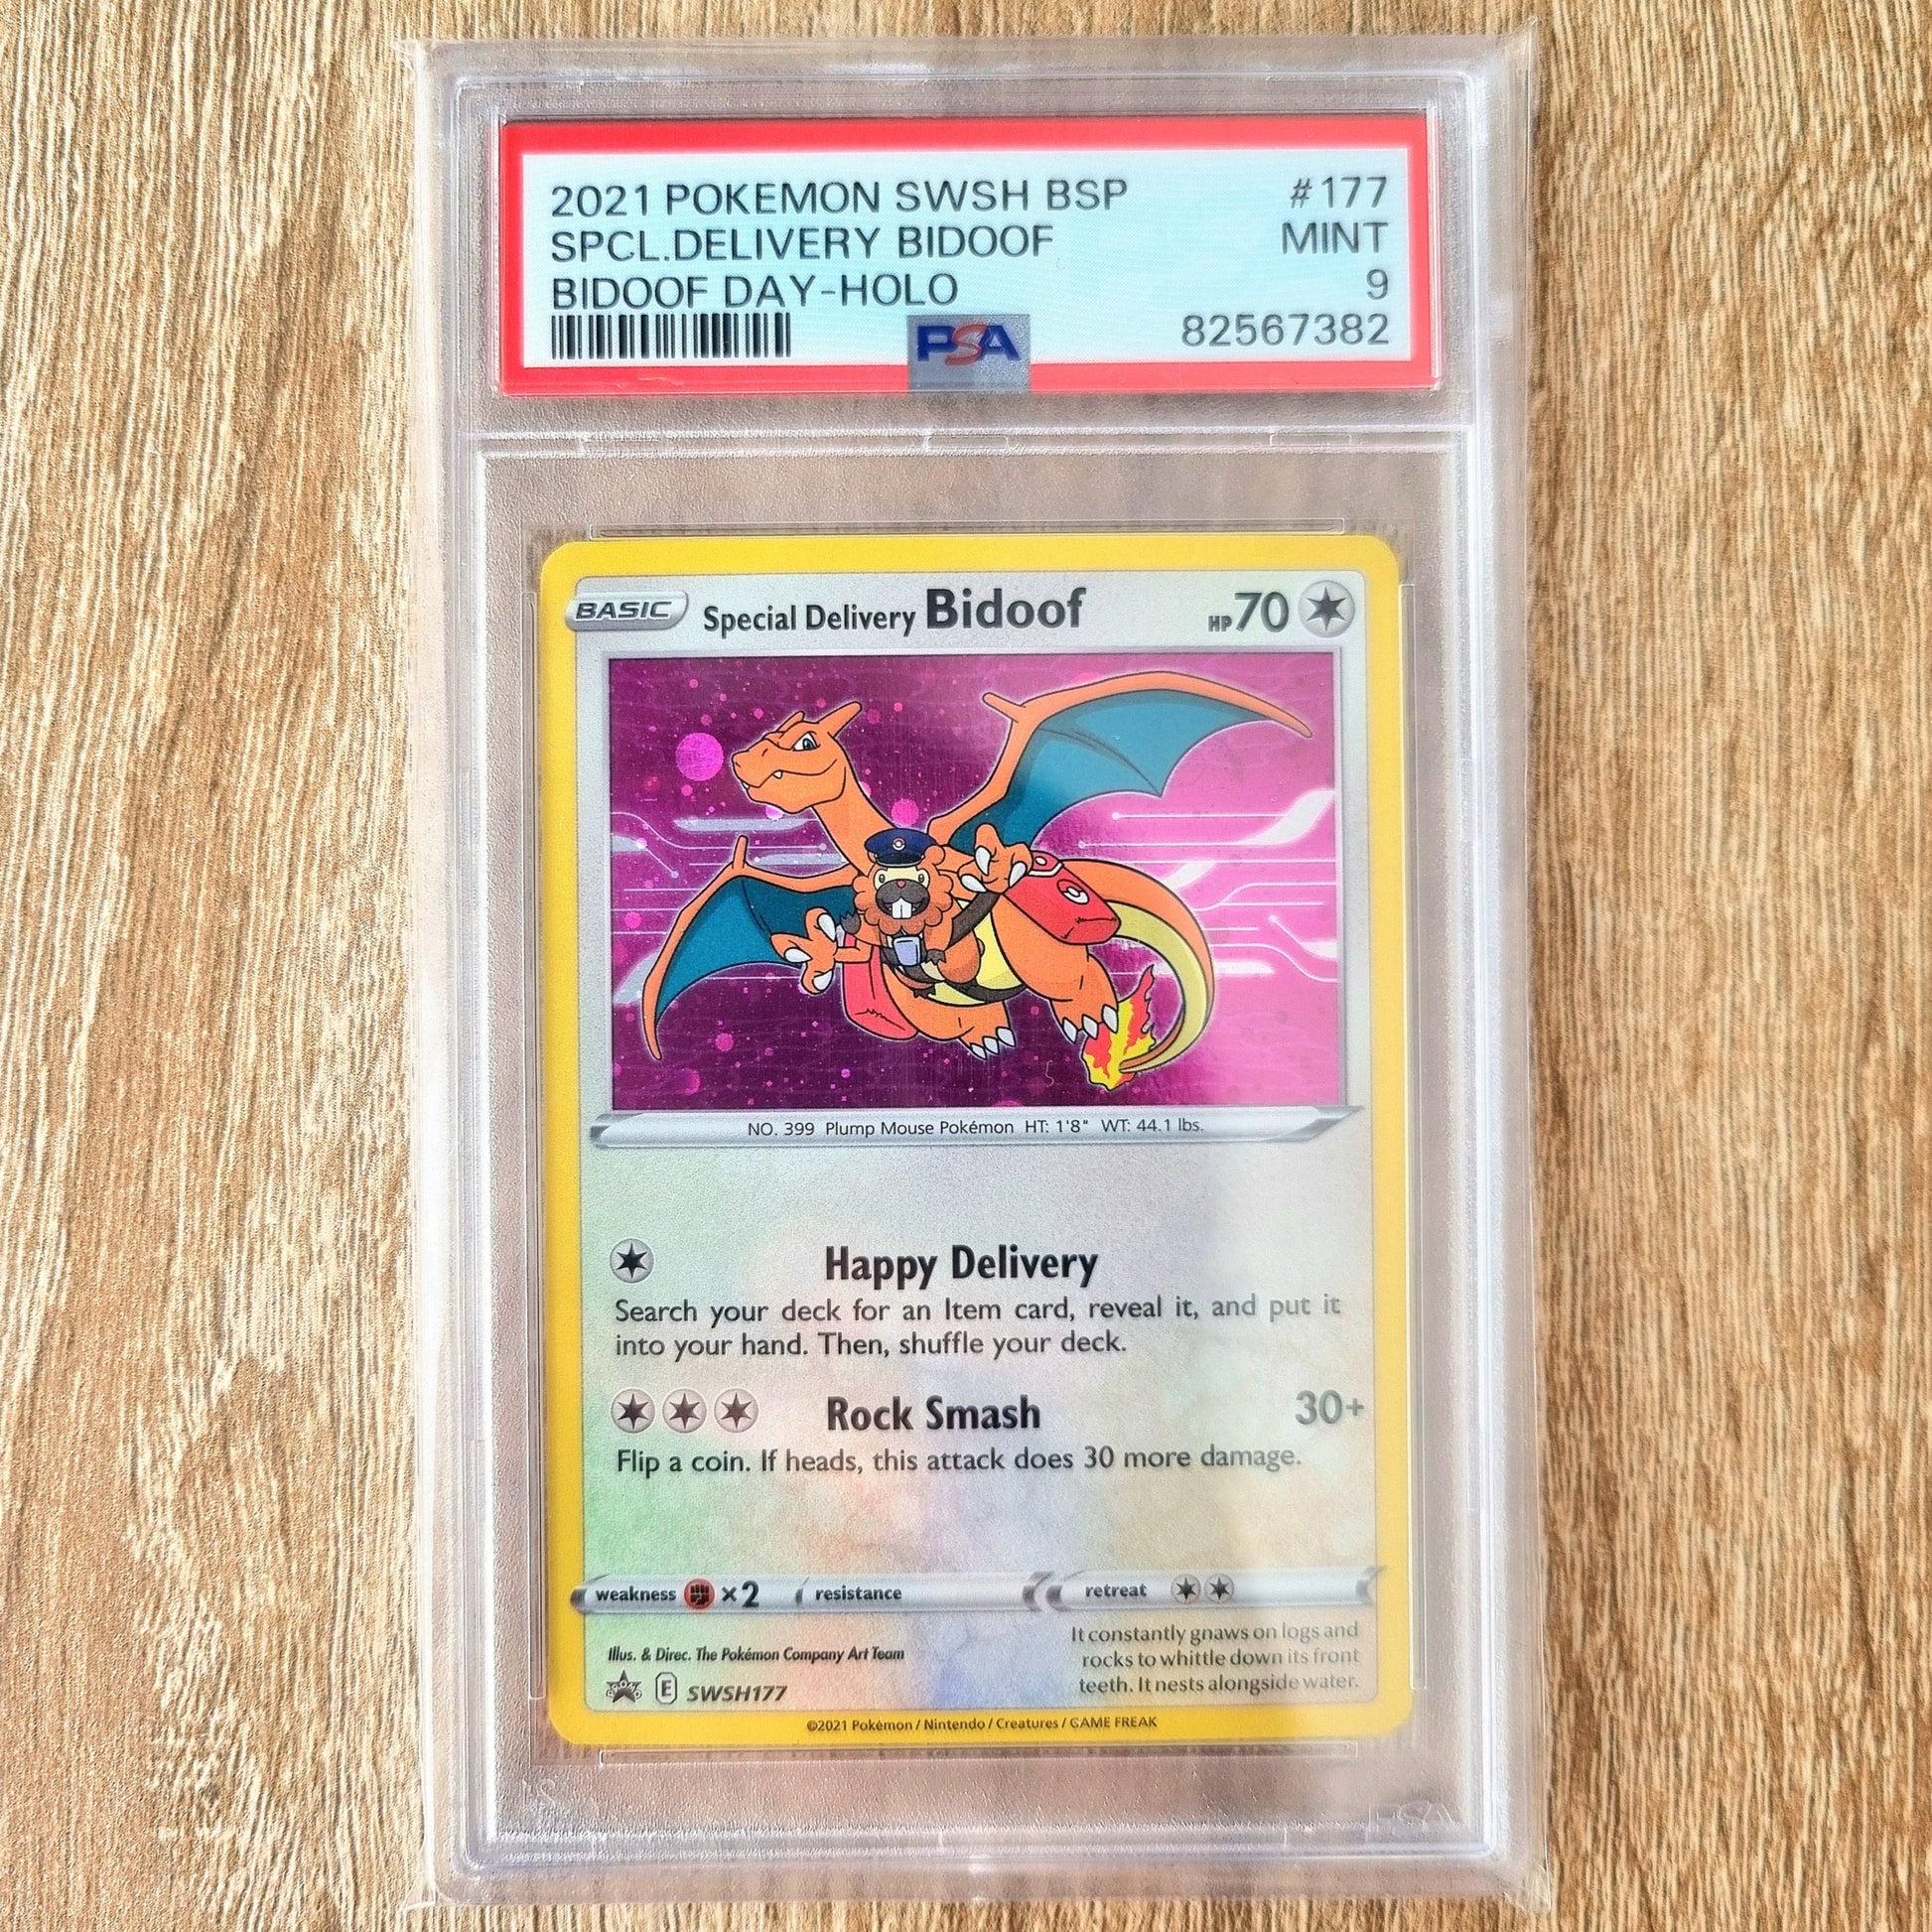 2021 POKEMON SWSH BSP #177
SPCL.DELIVERY BIDOOF MINT
BIDOOF DAY-HOLO 9
PSA 82567382
BASIC Special Delivery Bidoof HP70
NO. 399 Plump Mouse Pokémon HT: 1'8" WT: 44.1 lbs.
Happy Delivery
Search your deck for an Item card, reveal it, and put it
into your hand. Then, shuffle your deck.
Rock Smash 30+
Flip a coin. If heads, this attack does 30 more damage.
weakness ×2 resistance retreat
Illus. & Direc. The Pokémon Company Art Team
E SWSH177
It constantly gnaws on logs and
rocks to whittle down its front
teeth. It nests alongside water.
©2021 Pokémon / Nintendo / Creatures / GAME FREAK
PSA